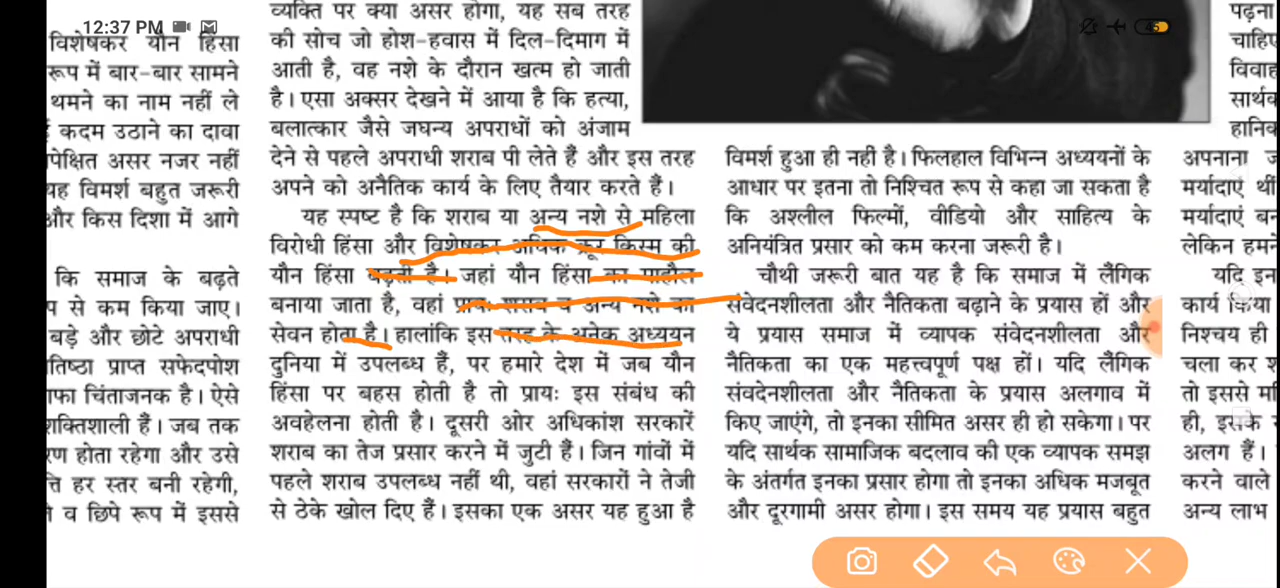 12:37 PM
45
विशेषकर यौन हिंसा
रूप में बार-बार सामने
थमने का नाम नहीं ले
कदम उठाने का दावा
पेक्षित असर नजर नहीं
यह विमर्श बहुत जरूरी
और किस दिशा में आगे
कि समाज के बढ़ते
प से कम किया जाए।
बड़े और छोटे अपराधी
तिष्ठा प्राप्त सफेदपोश
फा चिंताजनक है। ऐसे
शक्तिशाली हैं। जब तक
रण होता रहेगा और उसे
त्ति हर स्तर बनी रहेगी,
व छिपे रूप में इससे
व्यक्ति पर क्या असर होगा, यह सब तरह
की सोच जो होश-हवास में दिल-दिमाग में
आती है, वह नशे के दौरान खत्म हो जाती
है। एसा अक्सर देखने में आया है कि हत्या,
बलात्कार जैसे जघन्य अपराधों को अंजाम
देने से पहले अपराधी शराब पी लेते हैं और इस तरह
अपने को अनैतिक कार्य के लिए तैयार करते हैं।
यह स्पष्ट है कि शराब या अन्य नशे से महिला
विरोधी हिंसा और विशेषकर अधिक क्रूर किस्म की
यौन हिंसा बढ़ती है। जहां यौन हिंसा का माहौल
बनाया जाता है, वहां प्रायः शराब व अन्य नशे का
सेवन होता है। हालांकि इस तरह के अनेक अध्ययन
दुनिया में उपलब्ध हैं, पर हमारे देश में जब यौन
हिंसा पर बहस होती है तो प्रायः इस संबंध की
अवहेलना होती है। दूसरी ओर अधिकांश सरकारें
शराब का तेज प्रसार करने में जुटी हैं। जिन गांवों में
पहले शराब उपलब्ध नहीं थी, वहां सरकारों ने तेजी
से ठेके खोल दिए हैं। इसका एक असर यह हुआ है
विमर्श हुआ ही नहीं है। फिलहाल विभिन्न अध्ययनों के
आधार पर इतना तो निश्चित रूप से कहा जा सकता है
कि अश्लील फिल्मों, वीडियो और साहित्य के
अनियंत्रित प्रसार को कम करना जरूरी है।
चौथी जरूरी बात यह है कि समाज में लैंगिक
संवेदनशीलता और नैतिकता बढ़ाने के प्रयास हों और
ये प्रयास समाज में व्यापक संवेदनशीलता और
नैतिकता का एक महत्त्वपूर्ण पक्ष हों। यदि लैंगिक
संवदेनशीलता और नैतिकता के प्रयास अलगाव में
किए जाएंगे, तो इनका सीमित असर ही हो सकेगा। पर
यदि सार्थक सामाजिक बदलाव की एक व्यापक समझ
के अंतर्गत इनका प्रसार होगा तो इनका अधिक मजबूत
और दूरगामी असर होगा। इस समय यह प्रयास बहुत
पढ़ना
चाहिए
विवाह
सार्थक
हानिक
अपनाना
मर्यादाएं थीं
मर्यादाएं बन
लेकिन हमने
यदि इन
कार्य किया
निश्चय ही
चला कर
तो इससे
ही, इसके
अलग हैं।
करने वाले
अन्य लाभ